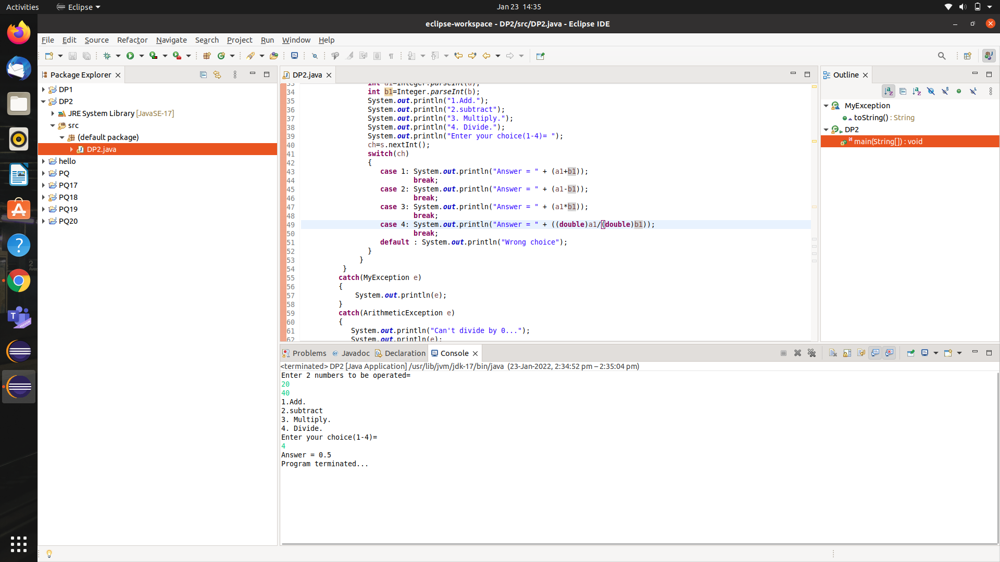 Activities
Eclipse
Jan 23 14:35
eclipse-workspace - DP2/src/DP2.java - Eclipse IDE
File Edit Source Refactor Navigate Search Project Run Window Help
Package Explorer
DP1
DP2
JRE System Library [JavaSE-17]
src
(default package)
DP2.java
hello
PQ
PQ17
PQ18
PQ19
PQ20
DP2.java
33 int a1=Integer.parseInt(a);
34 int b1=Integer.parseInt(b);
35 System.out.println("1.Add.");
36 System.out.println("2.subtract");
37 System.out.println("3. Multiply.");
38 System.out.println("4. Divide.");
39 System.out.println("Enter your choice(1-4)= ");
40 ch=s.nextInt();
41 switch(ch)
42 {
43 case 1: System.out.println("Answer = " + (a1+b1));
44 break;
45 case 2: System.out.println("Answer = " + (a1-b1));
46 break;
47 case 3: System.out.println("Answer = " + (a1*b1));
48 break;
49 case 4: System.out.println("Answer = " + ((double)a1/(double)b1));
50 break;
51 default : System.out.println("Wrong choice");
52 }
53 }
54 }
55 catch(MyException e)
56 {
57 System.out.println(e);
58 }
59 catch(ArithmeticException e)
60 {
61 System.out.println("Can't divide by 0...");
62 System.out.println(e);
Outline
MyException
toString() : String
DP2
main(String[]) : void
Problems @ Javadoc Declaration Console
<terminated> DP2 [Java Application] /usr/lib/jvm/jdk-17/bin/java (23-Jan-2022, 2:34:52 pm – 2:35:04 pm)
Enter 2 numbers to be operated=
20
40
1.Add.
2.subtract
3. Multiply.
4. Divide.
Enter your choice(1-4)=
4
Answer = 0.5
Program terminated...